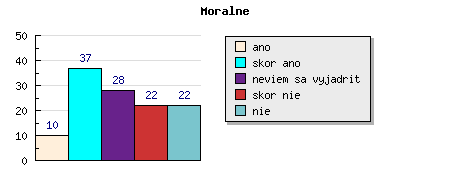 Moralne
50
40
30
20
10
0
10
37
28
22
22
ano
skor ano
neviem sa vyjadrit
skor nie
nie